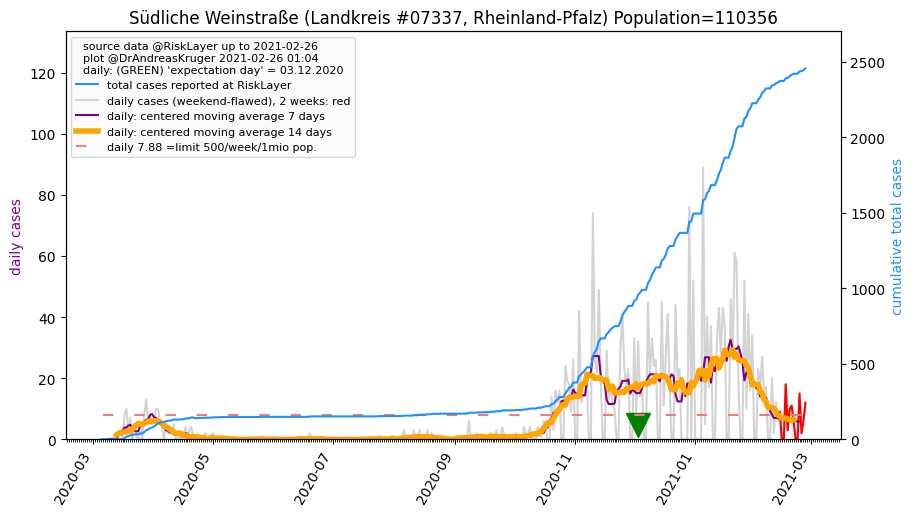 Südliche Weinstraße (Landkreis #07337, Rheinland-Pfalz) Population=110356
source data @RiskLayer up to 2021-02-26
plot @DrAndreasKruger 2021-02-26 01:04
daily: (GREEN) 'expectation day' = 03.12.2020
total cases reported at RiskLayer
daily cases (weekend-flawed), 2 weeks: red
daily: centered moving average 7 days
daily: centered moving average 14 days
daily 7.88 =limit 500/week/1mio pop.
daily cases
120
100
80
60
40
20
0
2500
2000
1500
1000
500
0
cumulative total cases
2020-03
2020-05
2020-07
2020-09
2020-11
2021-01
2021-03